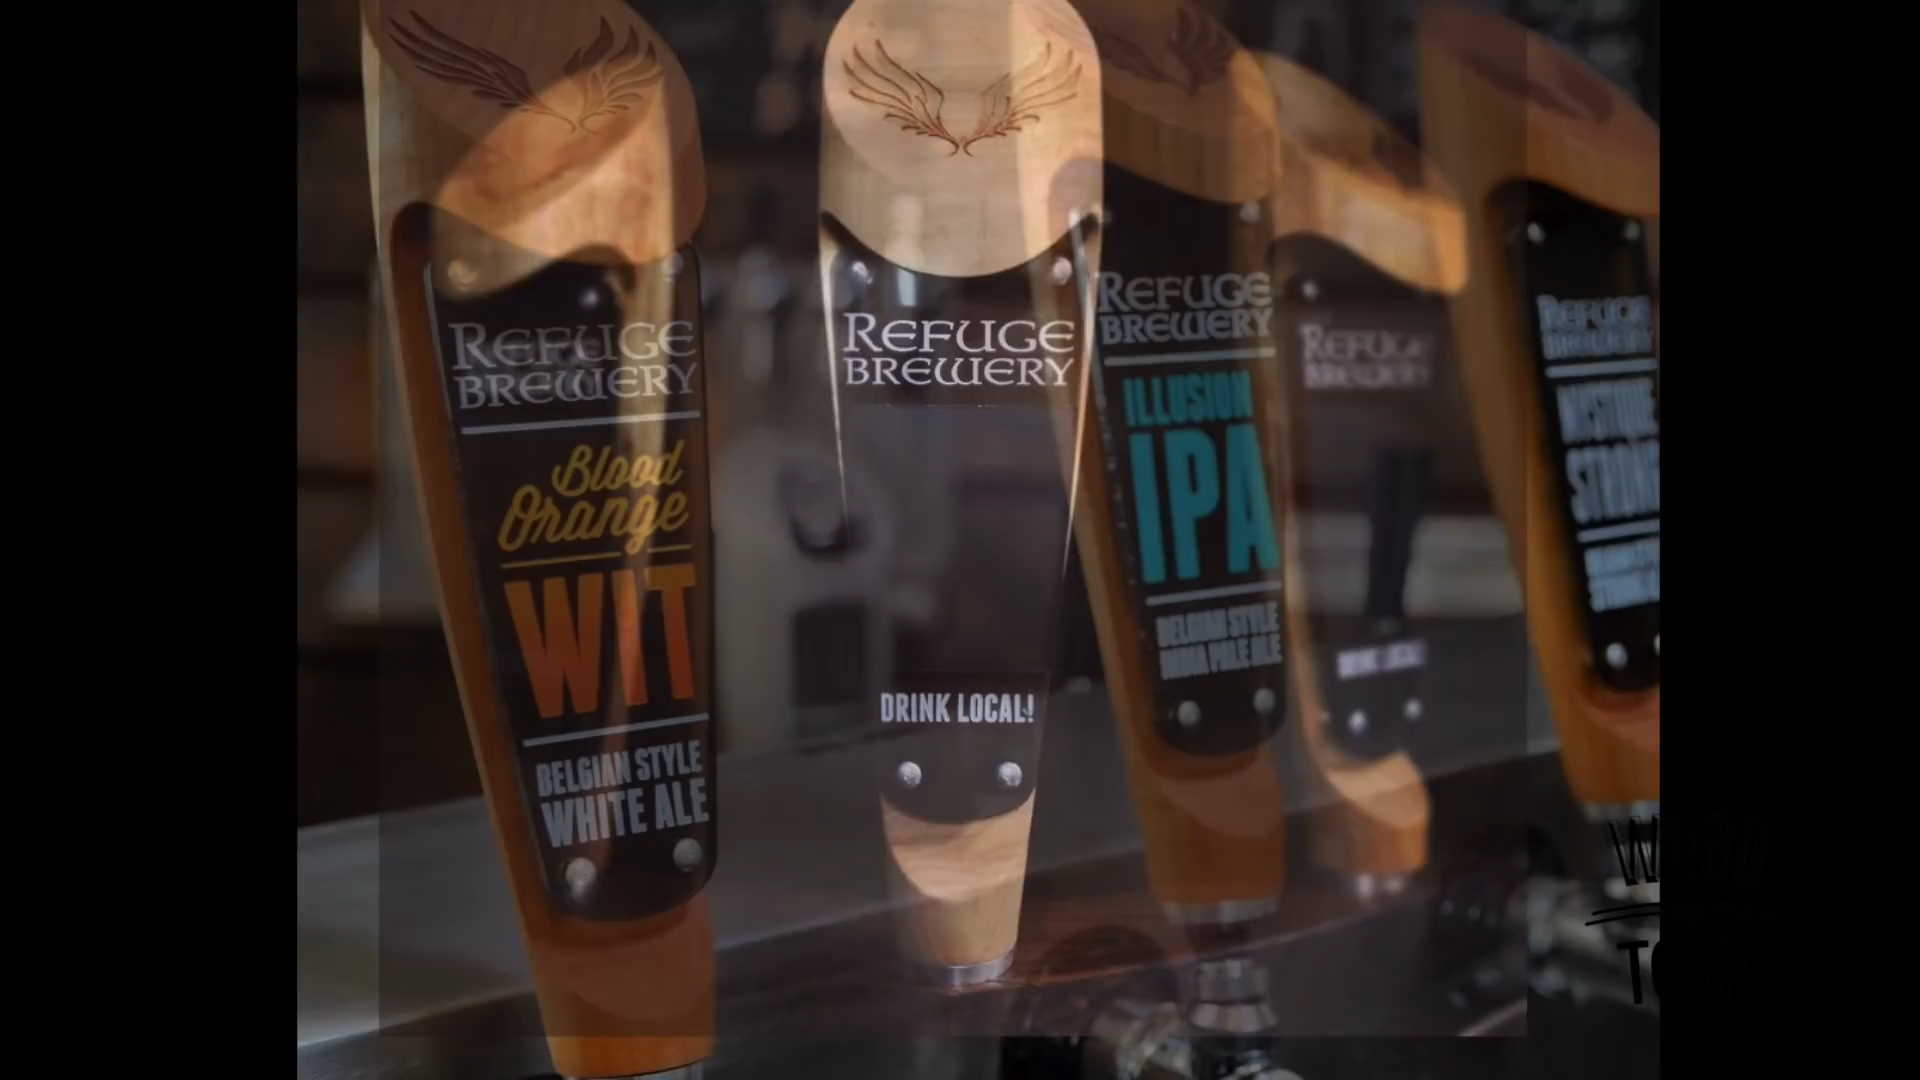 REFUGE
BREWERY
Blood
Orange
WIT
BELGIAN STYLE
WHITE ALE
REFUGE
BREWERY
DRINK LOCAL!
REFUGE
BREWERY
ILLUSION
IPA
BELGIAN STYLE
INDIA PALE ALE
REFUGE
BREWERY
DRINK LOCAL!
REFUGE
BREWERY
MYSTIQUE